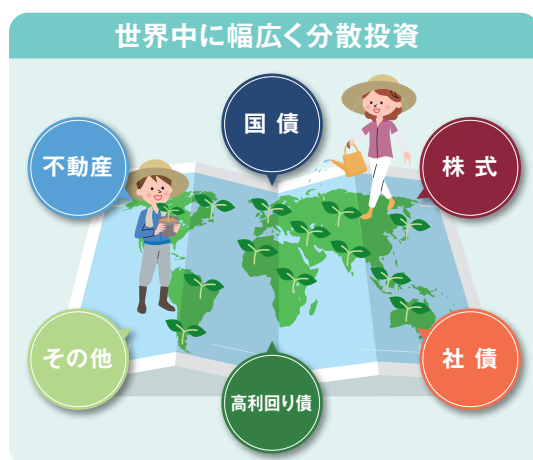 世界中に幅広く分散投資
国債
不動産
株式
その他
社債
高利回り債